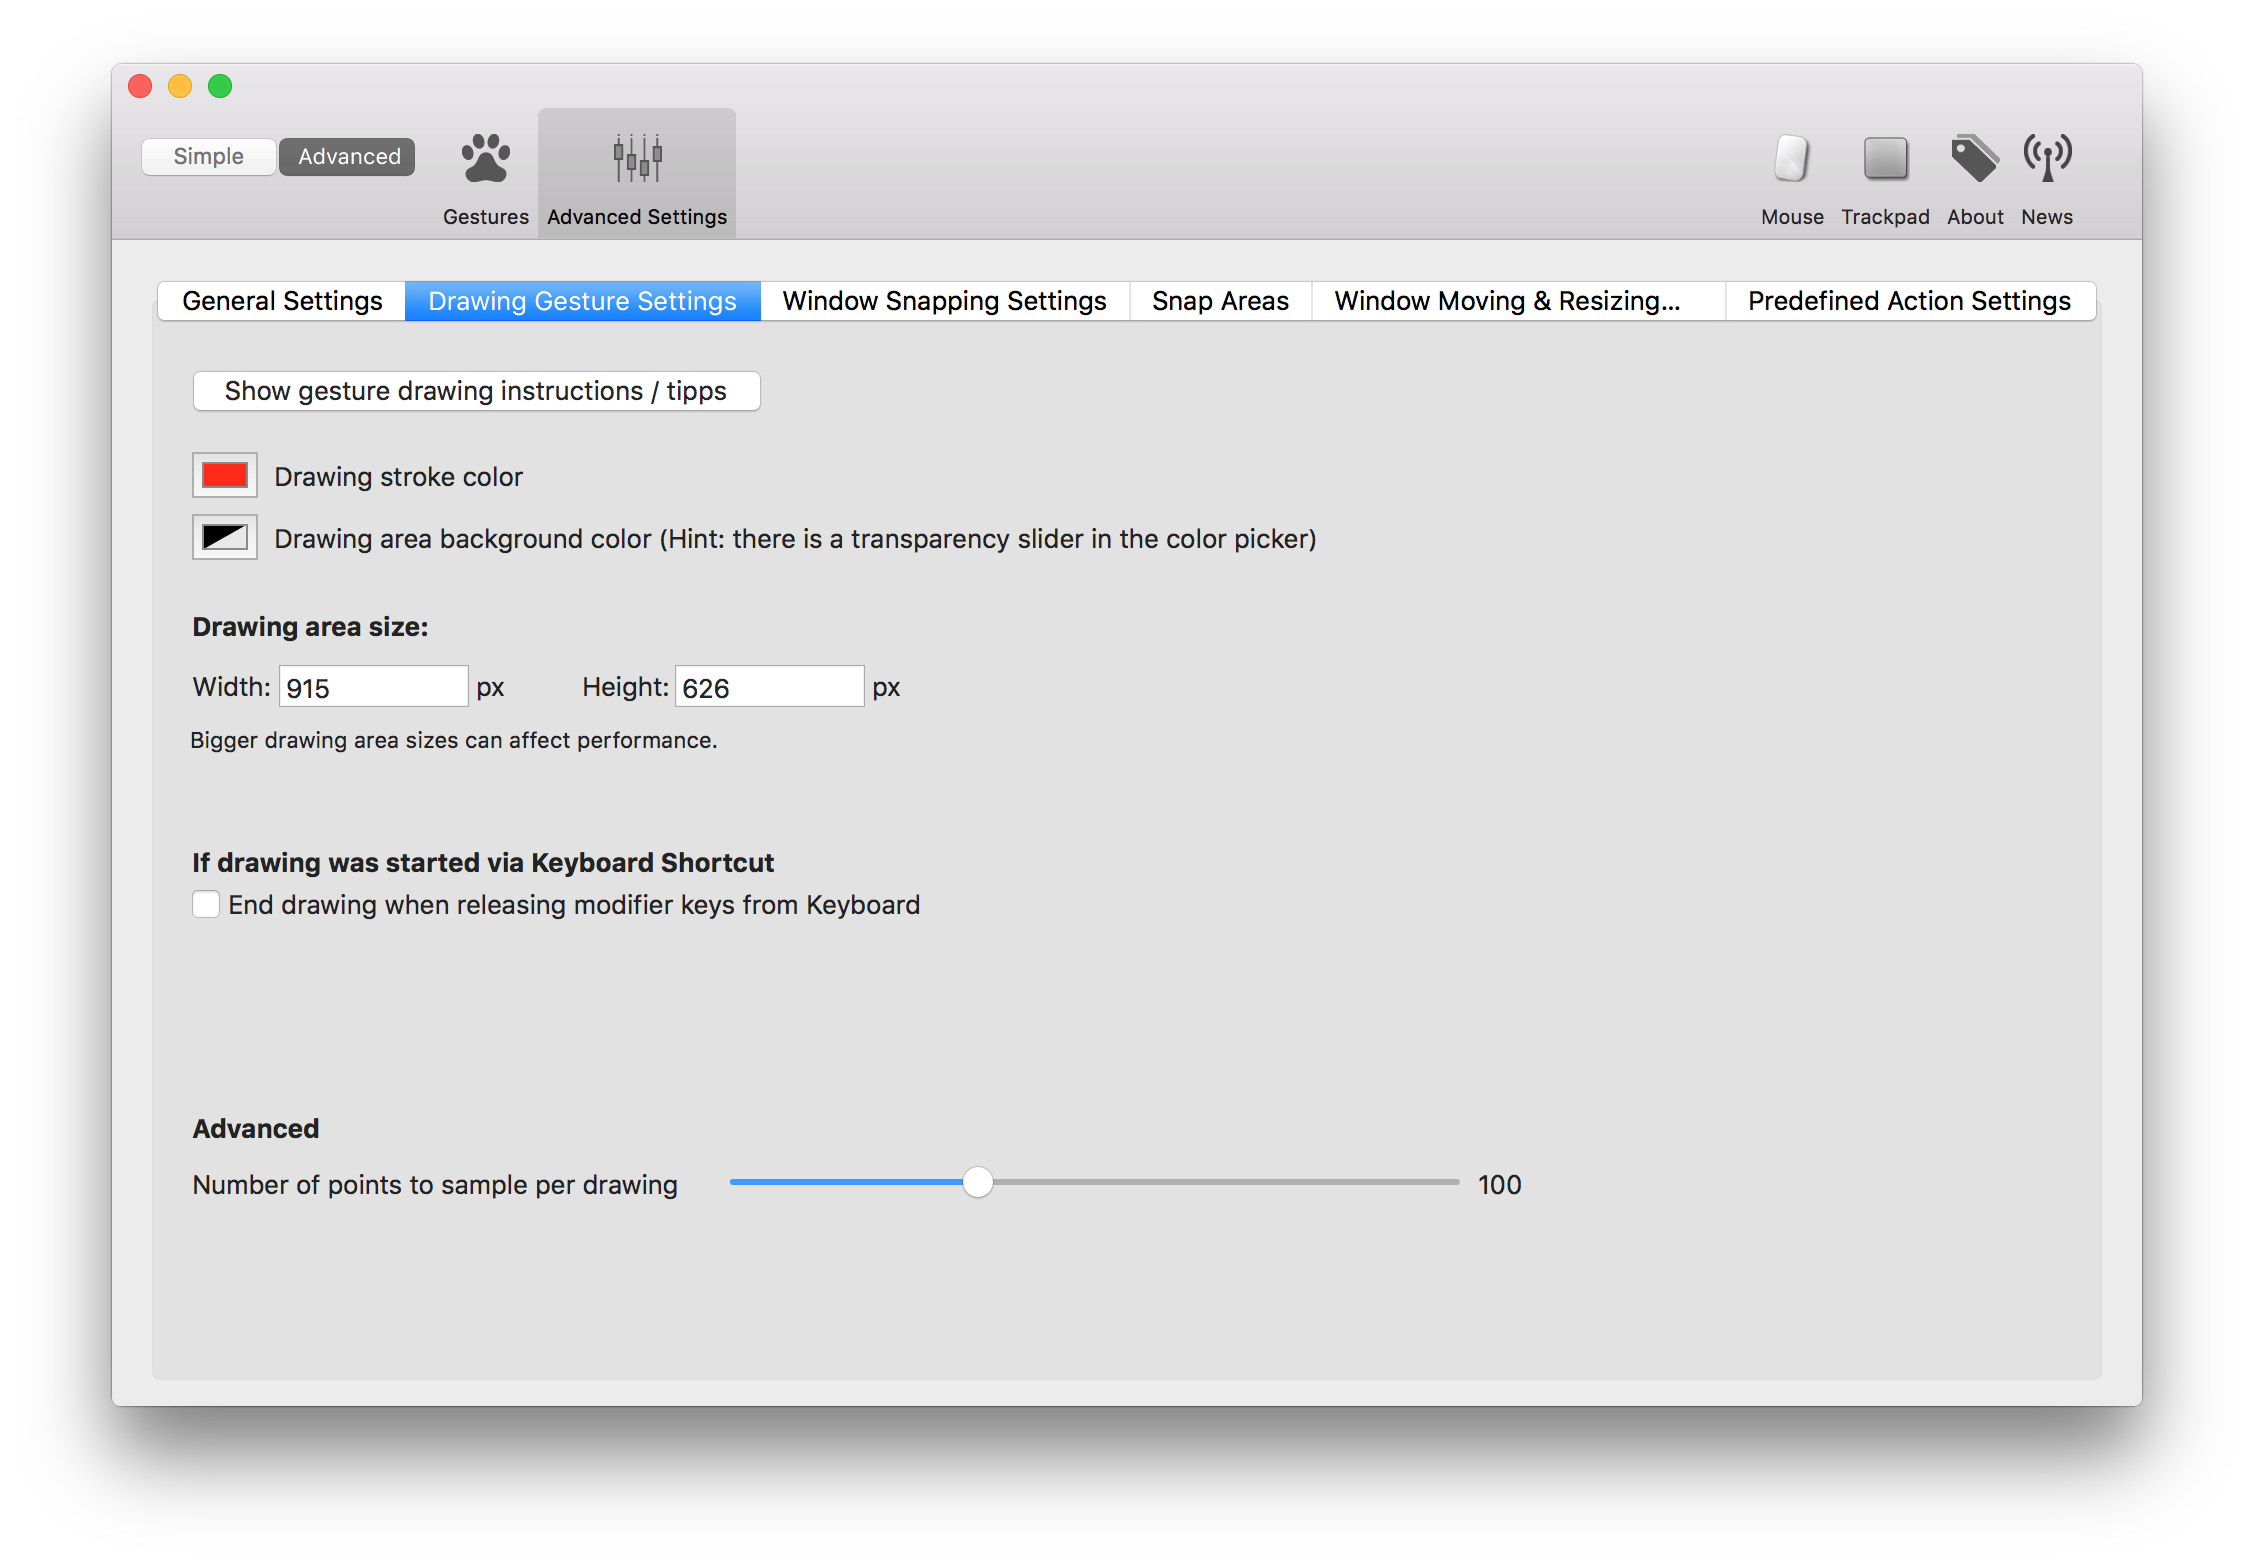 Simple Advanced Gestures Advanced Settings Mouse Trackpad About News
General Settings Drawing Gesture Settings Window Snapping Settings Snap Areas Window Moving & Resizing... Predefined Action Settings
Show gesture drawing instructions / tipps
Drawing stroke color
Drawing area background color (Hint: there is a transparency slider in the color picker)
Drawing area size:
Width: 915 px Height: 626 px
Bigger drawing area sizes can affect performance.
If drawing was started via Keyboard Shortcut
End drawing when releasing modifier keys from Keyboard
Advanced
Number of points to sample per drawing 100